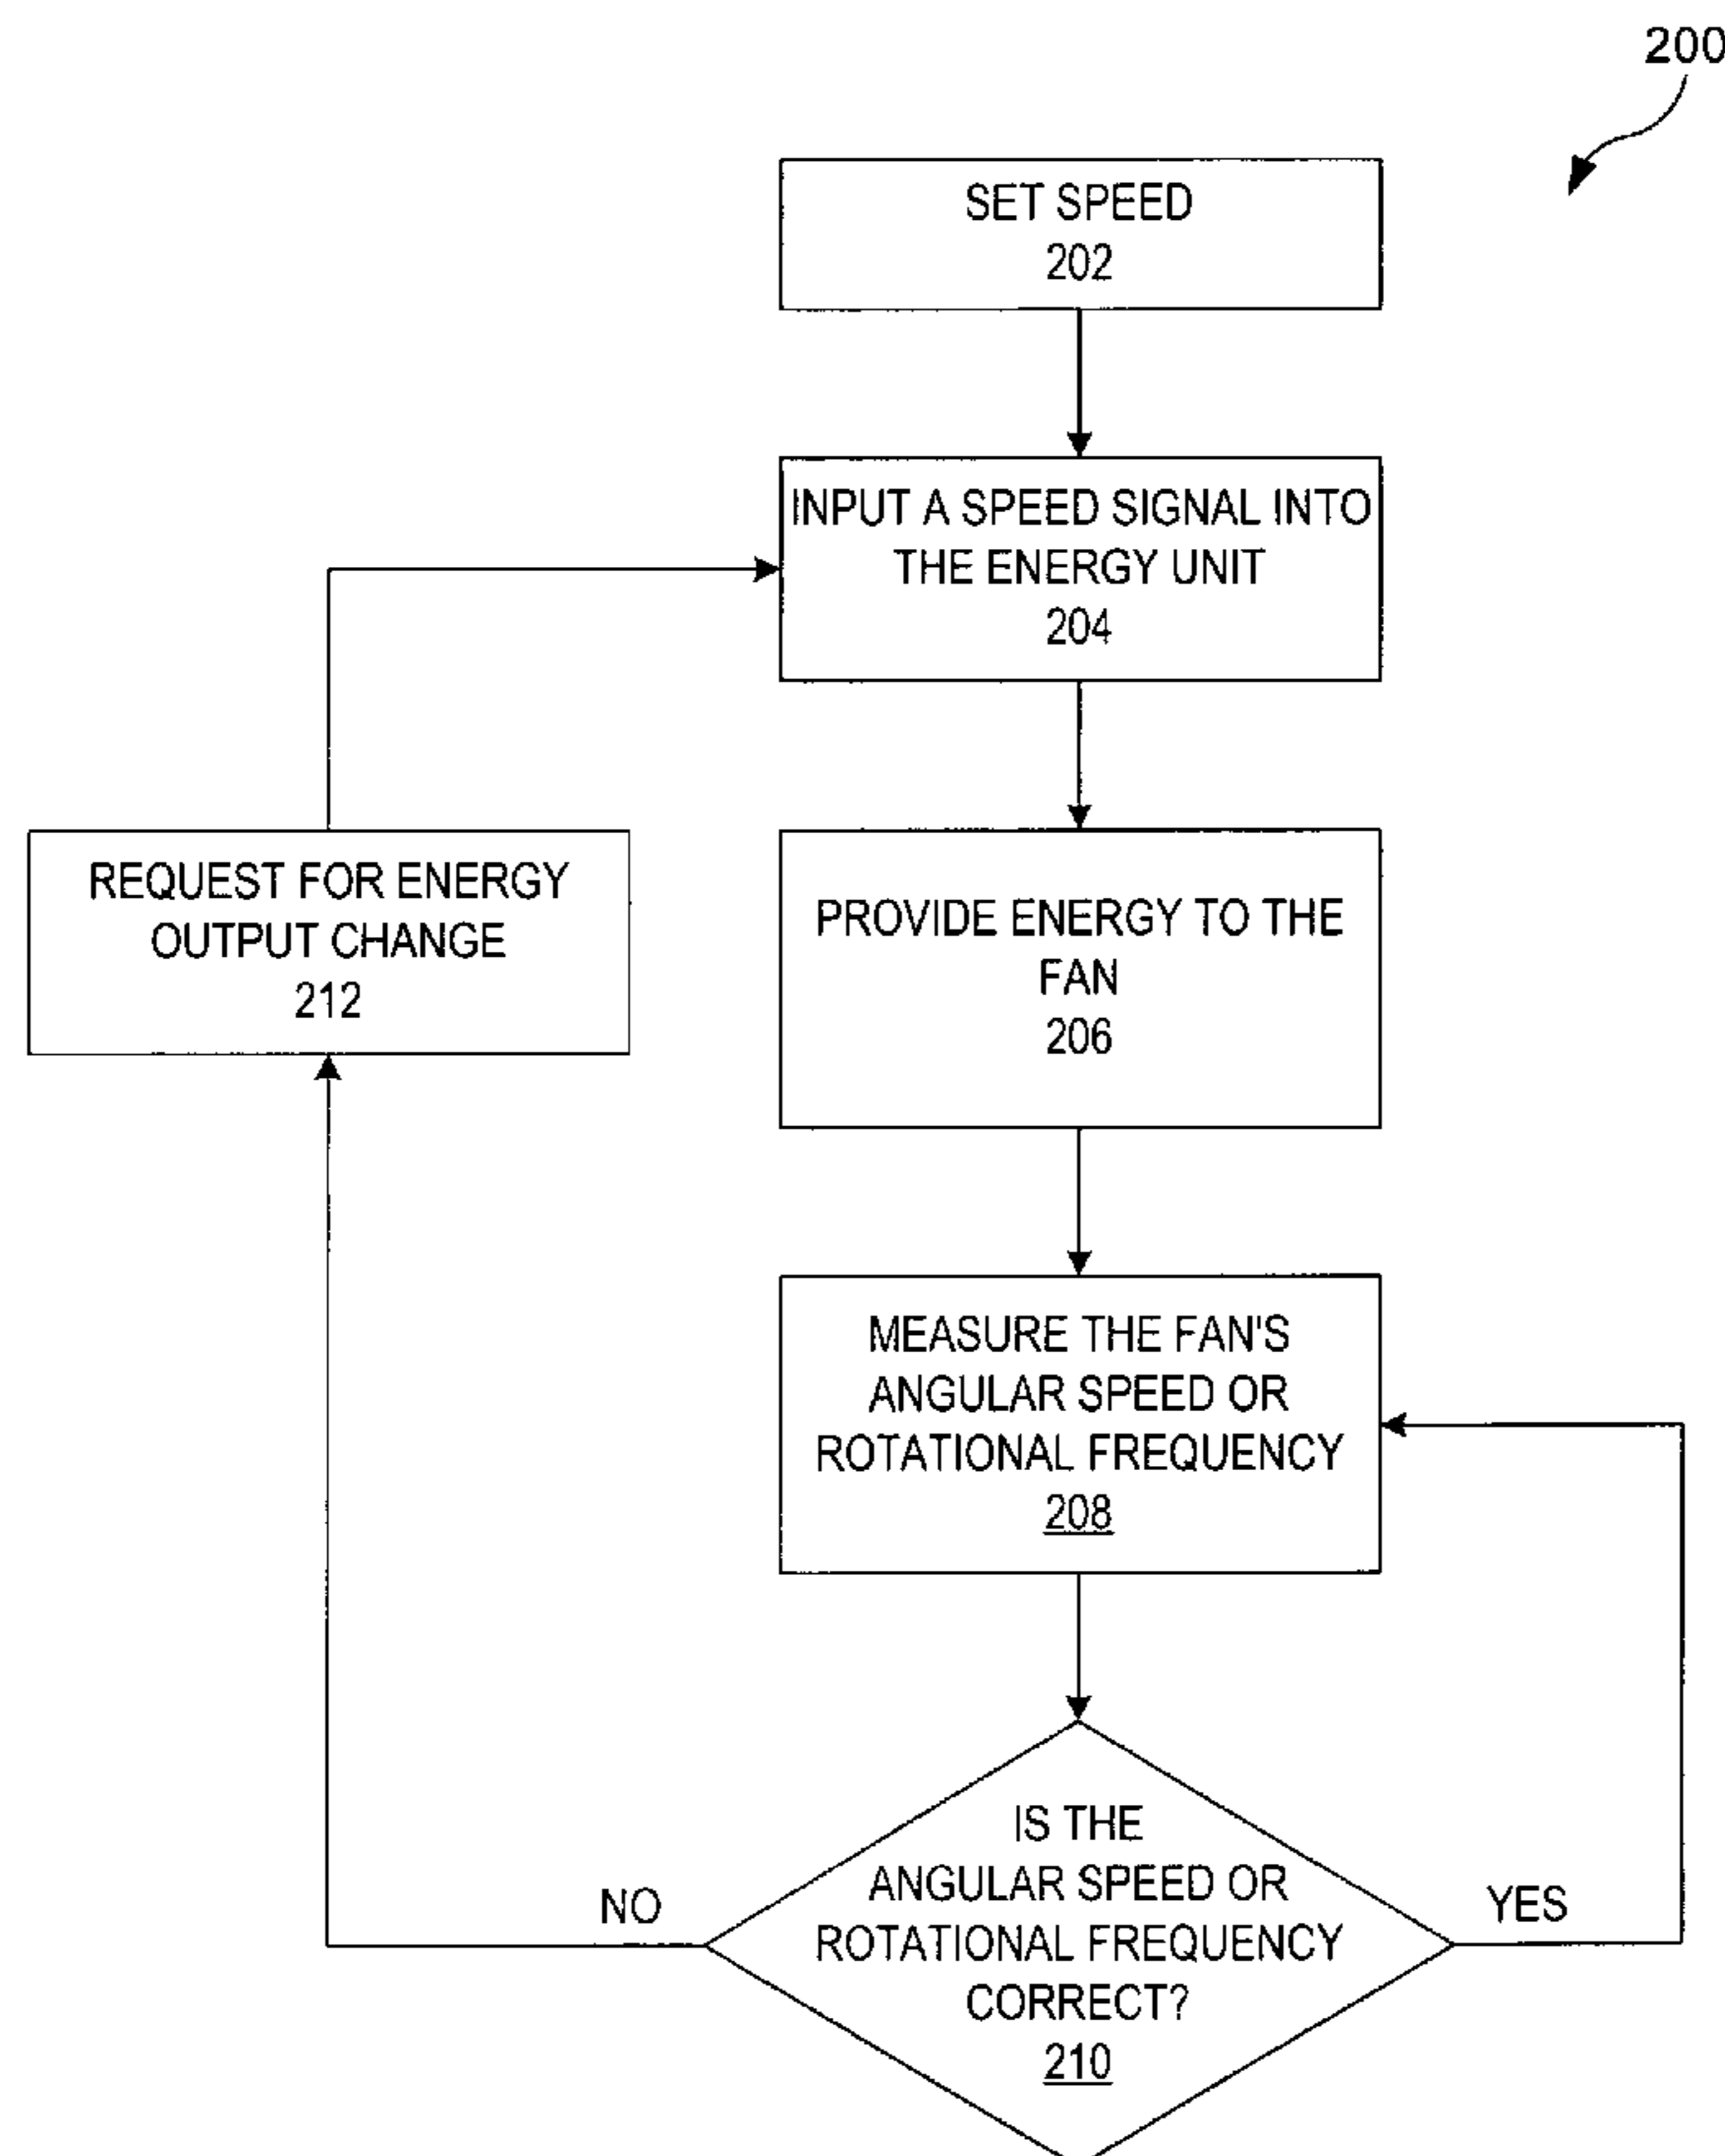 200
SET SPEED
202
INPUT A SPEED SIGNAL INTO
THE ENERGY UNIT
204
REQUEST FOR ENERGY
OUTPUT CHANGE
212
PROVIDE ENERGY TO THE
FAN
206
MEASURE THE FAN'S
ANGULAR SPEED OR
ROTATIONAL FREQUENCY
208
IS THE
ANGULAR SPEED OR
ROTATIONAL FREQUENCY
CORRECT?
210
NO
YES